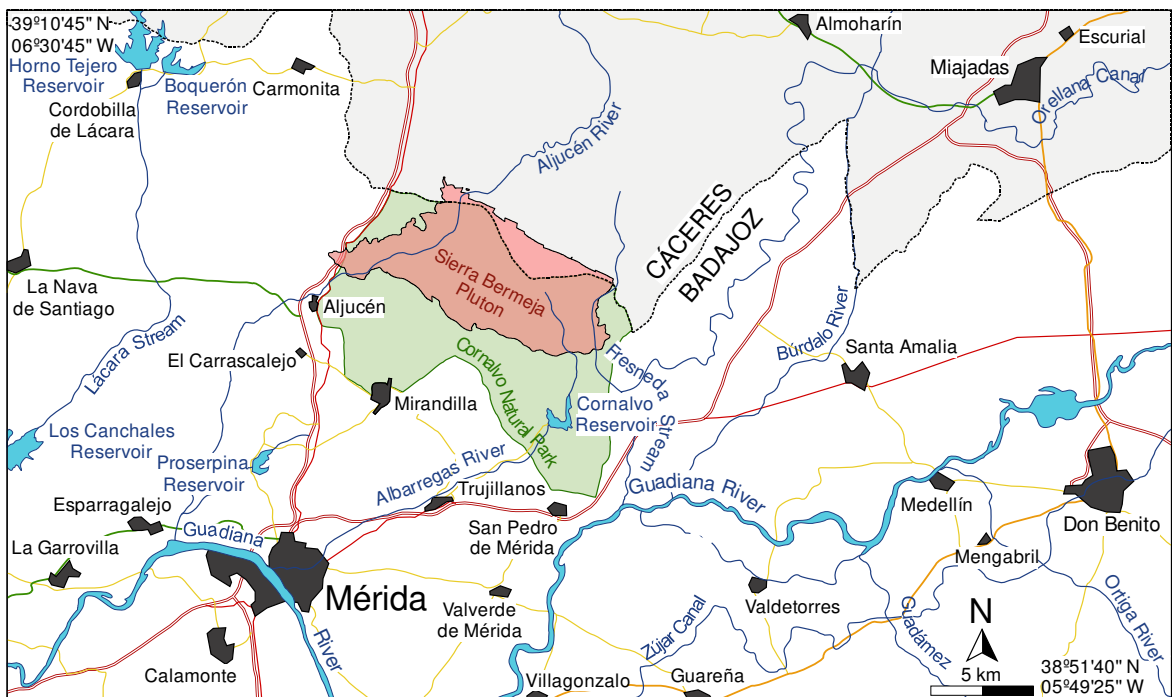 39º10'45" N
06º30'45" W
Horno Tejero
Reservoir
Cordobilla
de Lácara
Boquerón
Reservoir
Carmonita
Almoharín
Escurial
Miajadas
Orellana Canal
Aljucén River
CÁCERES
BADAJOZ
Sierra Bermeja
Pluton
La Nava
de Santiago
Aljucén
Lácara Stream
El Carrascalejo
Mirandilla
Cornalvo Natural Park
Fresneda Stream
Búrdalo River
Santa Amalia
Cornalvo
Reservoir
Los Canchales
Reservoir
Proserpina
Reservoir
Albarregas River
Trujillanos
Guadiana River
Esparragalejo
Guadiana
River
San Pedro
de Mérida
Medellín
Don Benito
La Garrovilla
Mengabril
Mérida
Valverde
de Mérida
Valdetorres
Guadámez
Ortiga River
Zújar Canal
Calamonte
Villagonzalo
Guareña
N
5 km
38º51'40" N
05º49'25" W